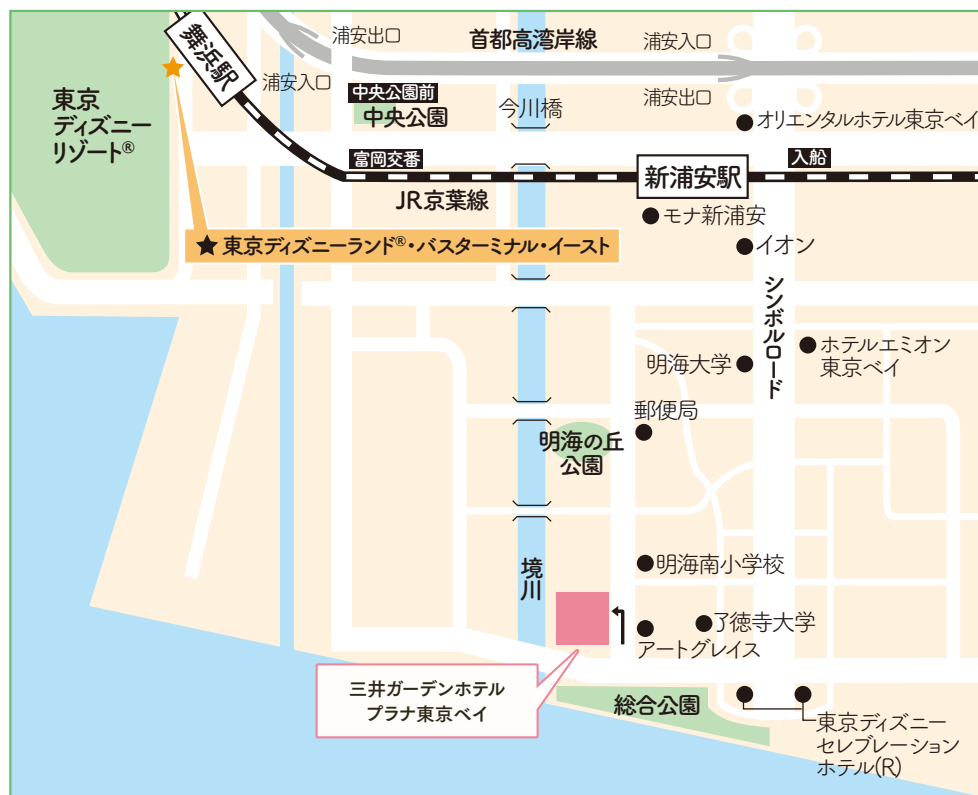 浦安出口
首都高湾岸線
浦安入口
舞浜駅
浦安入口
中央公園前
中央公園
今川橋
浦安出口
オリエンタルホテル東京ベイ
東京
ディズニー
リゾート®
富岡交番
入船
新浦安駅
JR京葉線
モナ新浦安
★東京ディズニーランド®・バスターミナル・イースト
イオン
シンボルロード
ホテルエミオン
東京ベイ
明海大学
郵便局
明海の丘
公園
境川
明海南小学校
了徳寺大学
アートグレイス
三井ガーデンホテル
プラナ東京ベイ
総合公園
東京ディズニー
セレブレーション
ホテル(R)